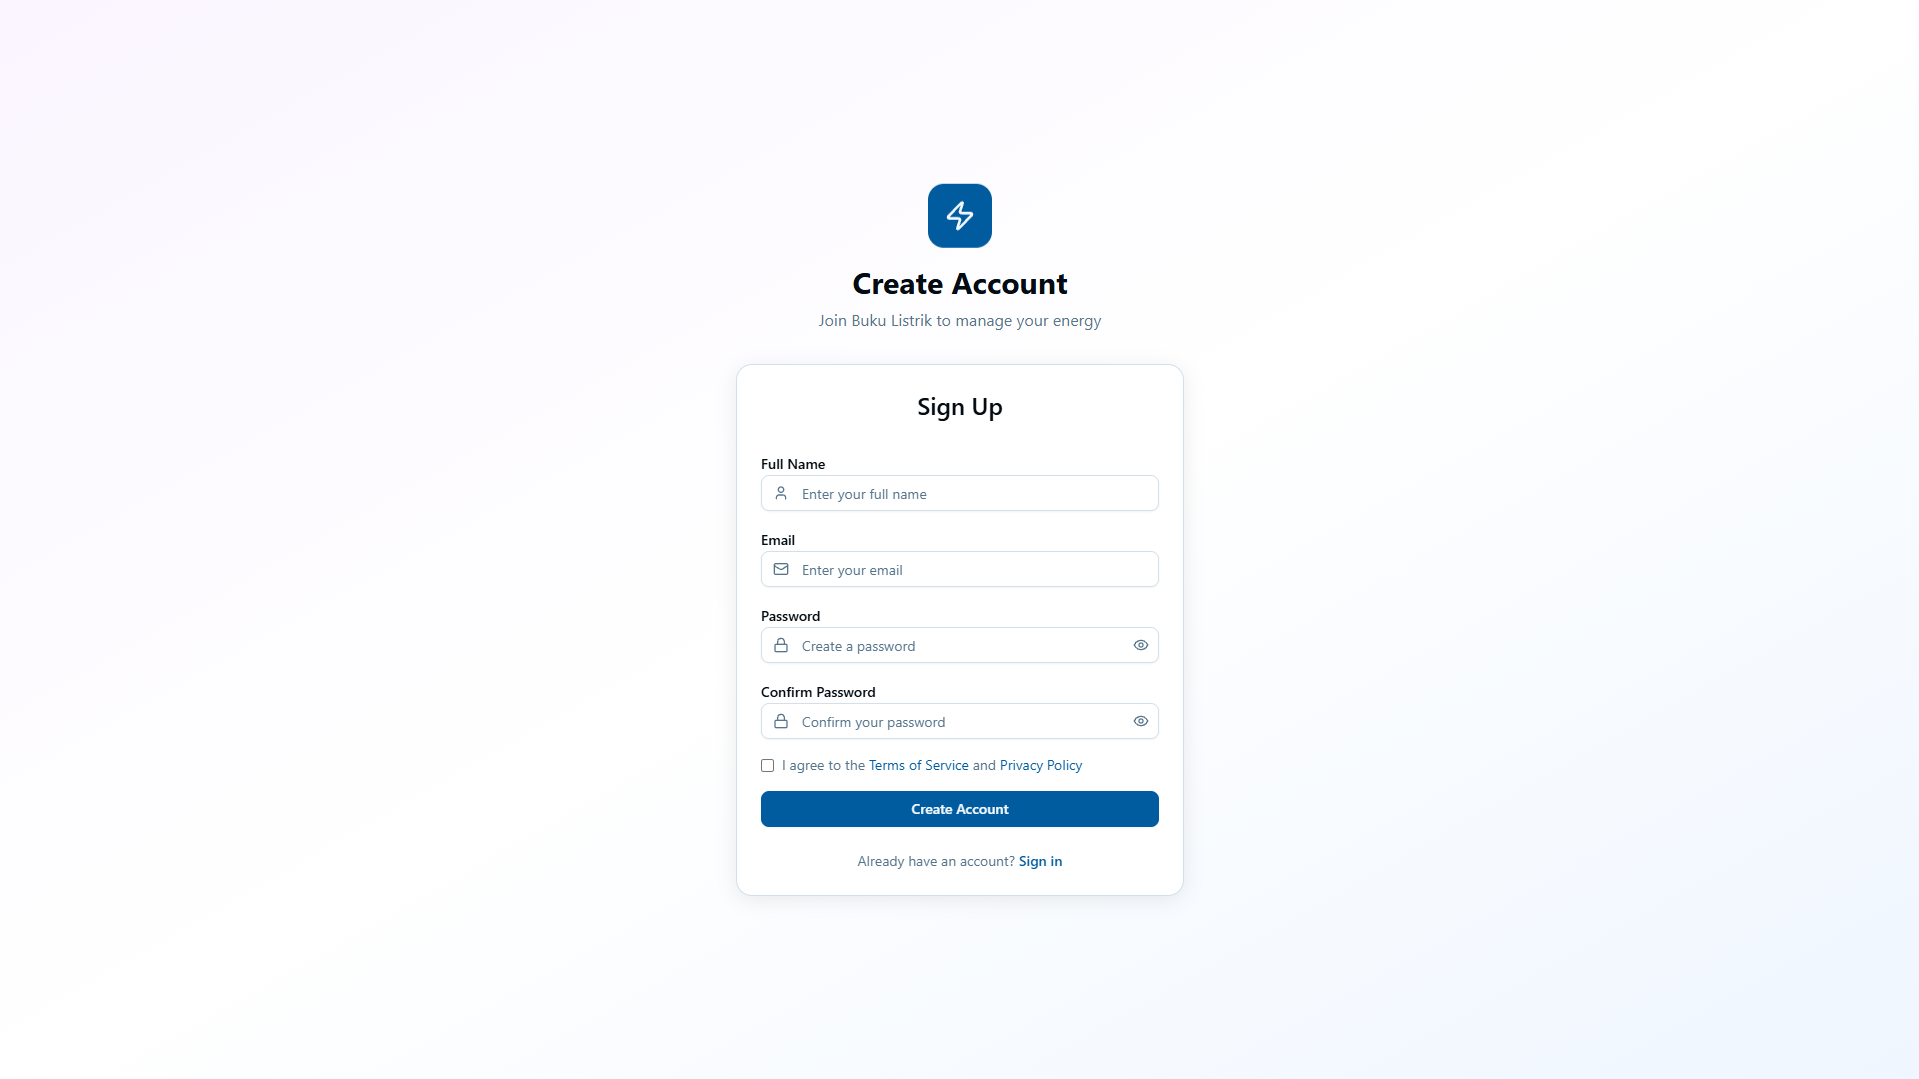 Create Account
Join Buku Listrik to manage your energy
Sign Up
Full Name
Enter your full name
Email
Enter your email
Password
Create a password
Confirm Password
Confirm your password
I agree to the Terms of Service and Privacy Policy
Create Account
Already have an account? Sign in